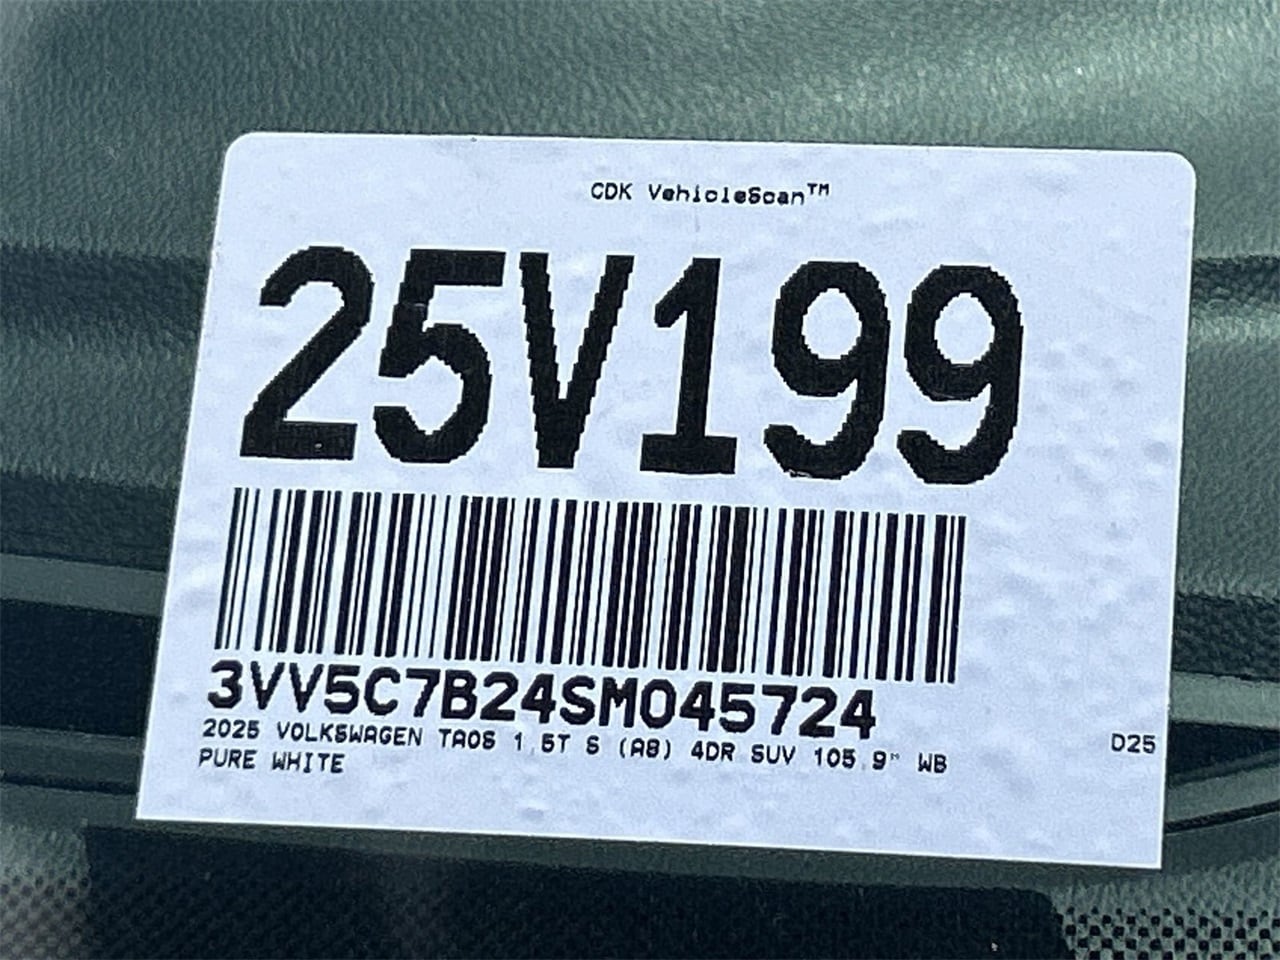 CDK VehicleScan™
25V199
3VV5C7B24SM045724
2025 VOLKSWAGEN TAOS 1.5T S (A8) 4DR SUV 105.9" WB
D25
PURE WHITE